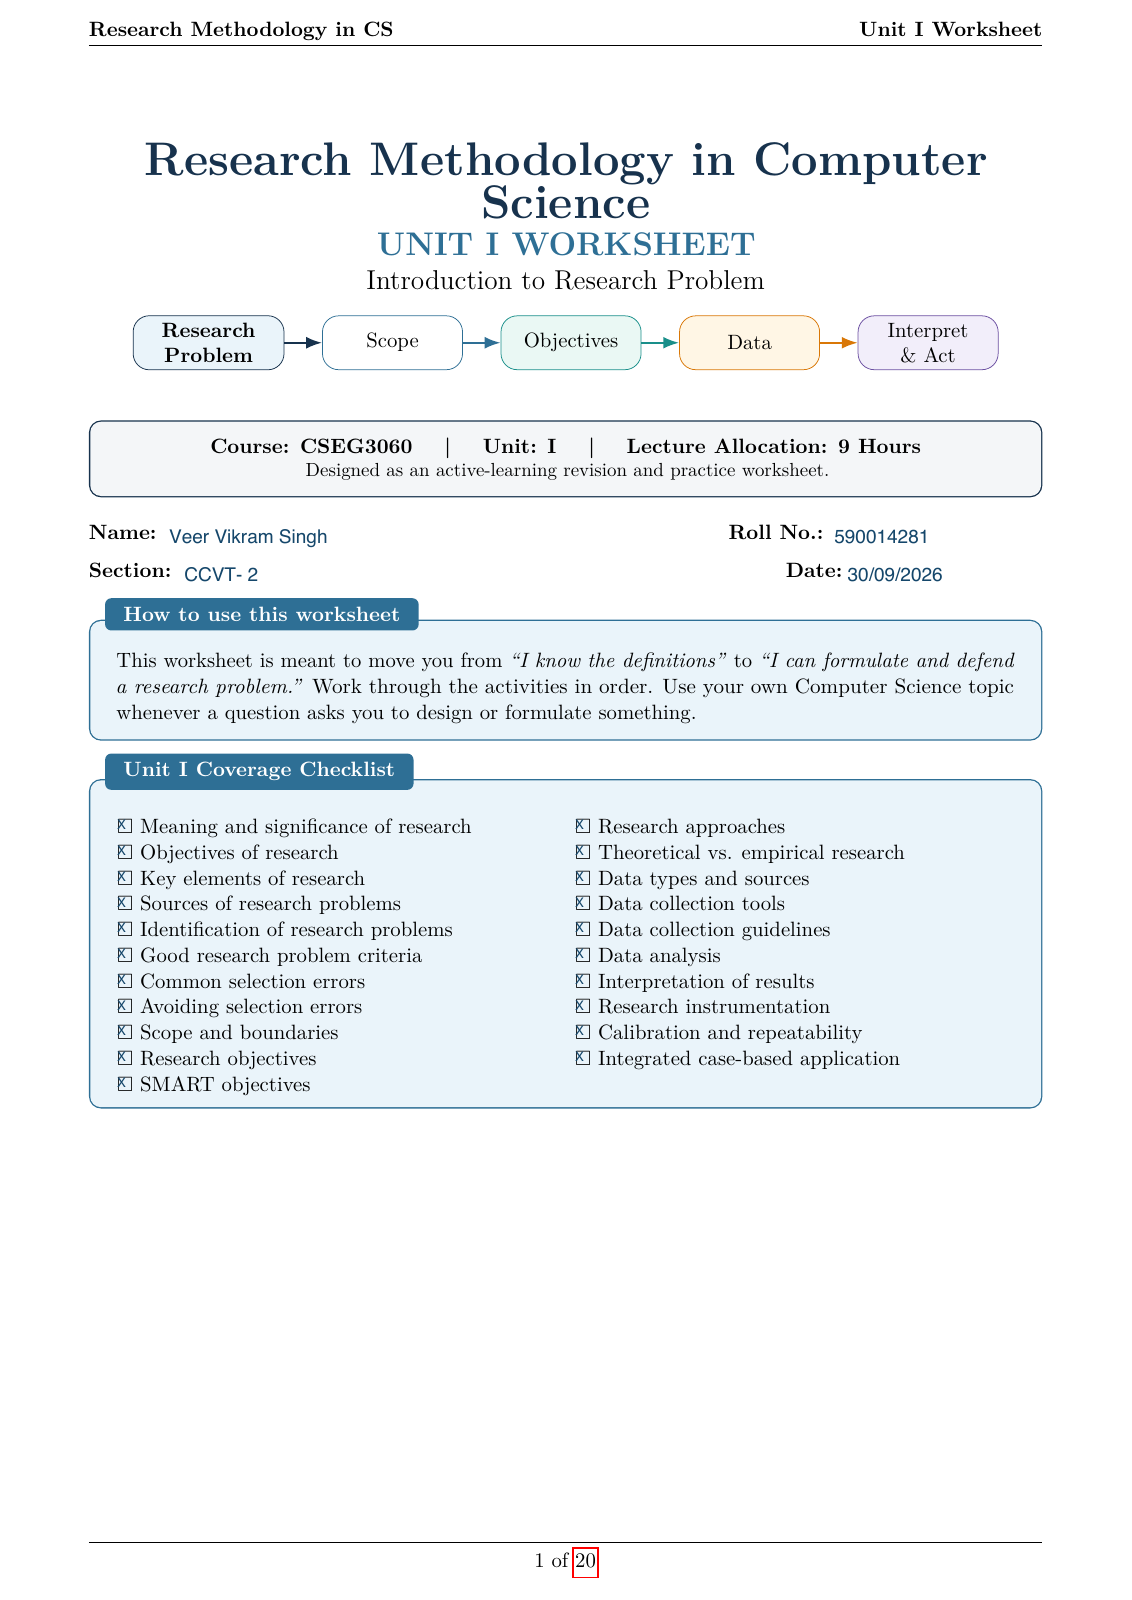 Research Methodology in CS Unit I Worksheet
Research Methodology in Computer
Science
UNIT I WORKSHEET
Introduction to Research Problem
Research
Problem
Scope
Objectives
Data
Interpret
& Act
Course: CSEG3060 | Unit: I | Lecture Allocation: 9 Hours
Designed as an active-learning revision and practice worksheet.
Name: Veer Vikram Singh Roll No.: 590014281
Section: CCVT- 2 Date: 30/09/2026
How to use this worksheet
This worksheet is meant to move you from “I know the definitions” to “I can formulate and defend
a research problem.” Work through the activities in order. Use your own Computer Science topic
whenever a question asks you to design or formulate something.
Unit I Coverage Checklist
X Meaning and significance of research
X Objectives of research
X Key elements of research
X Sources of research problems
X Identification of research problems
X Good research problem criteria
X Common selection errors
X Avoiding selection errors
X Scope and boundaries
X Research objectives
X SMART objectives
X Research approaches
X Theoretical vs. empirical research
X Data types and sources
X Data collection tools
X Data collection guidelines
X Data analysis
X Interpretation of results
X Research instrumentation
X Calibration and repeatability
X Integrated case-based application
1 of 20